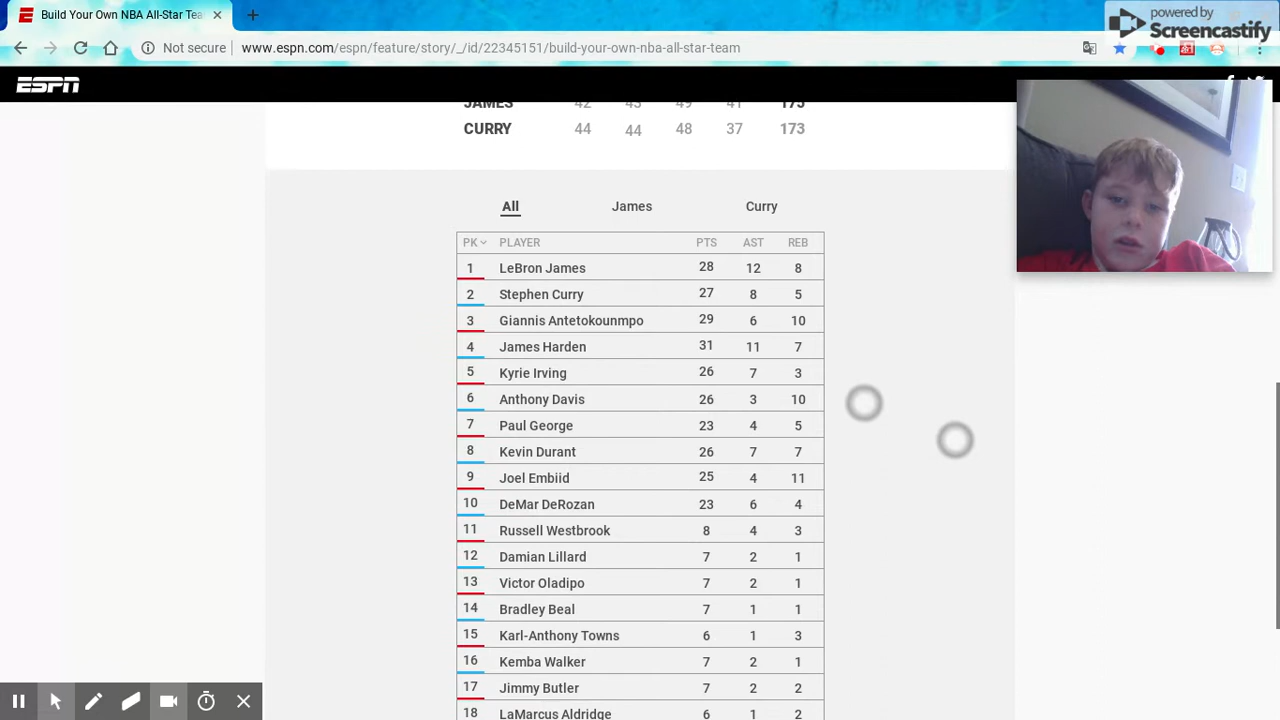 Build Your Own NBA All-Star Tea
powered by
Screencastify
Not secure
www.espn.com/espn/feature/story/_/id/22345151/build-your-own-nba-all-star-team
ESPN
JAMES 42 43 49 41 175
CURRY 44 44 48 37 173
All James Curry
PK PLAYER PTS AST REB
1 LeBron James 28 12 8
2 Stephen Curry 27 8 5
3 Giannis Antetokounmpo 29 6 10
4 James Harden 31 11 7
5 Kyrie Irving 26 7 3
6 Anthony Davis 26 3 10
7 Paul George 23 4 5
8 Kevin Durant 26 7 7
9 Joel Embiid 25 4 11
10 DeMar DeRozan 23 6 4
11 Russell Westbrook 8 4 3
12 Damian Lillard 7 2 1
13 Victor Oladipo 7 2 1
14 Bradley Beal 7 1 1
15 Karl-Anthony Towns 6 1 3
16 Kemba Walker 7 2 1
17 Jimmy Butler 7 2 2
18 LaMarcus Aldridge 6 1 2